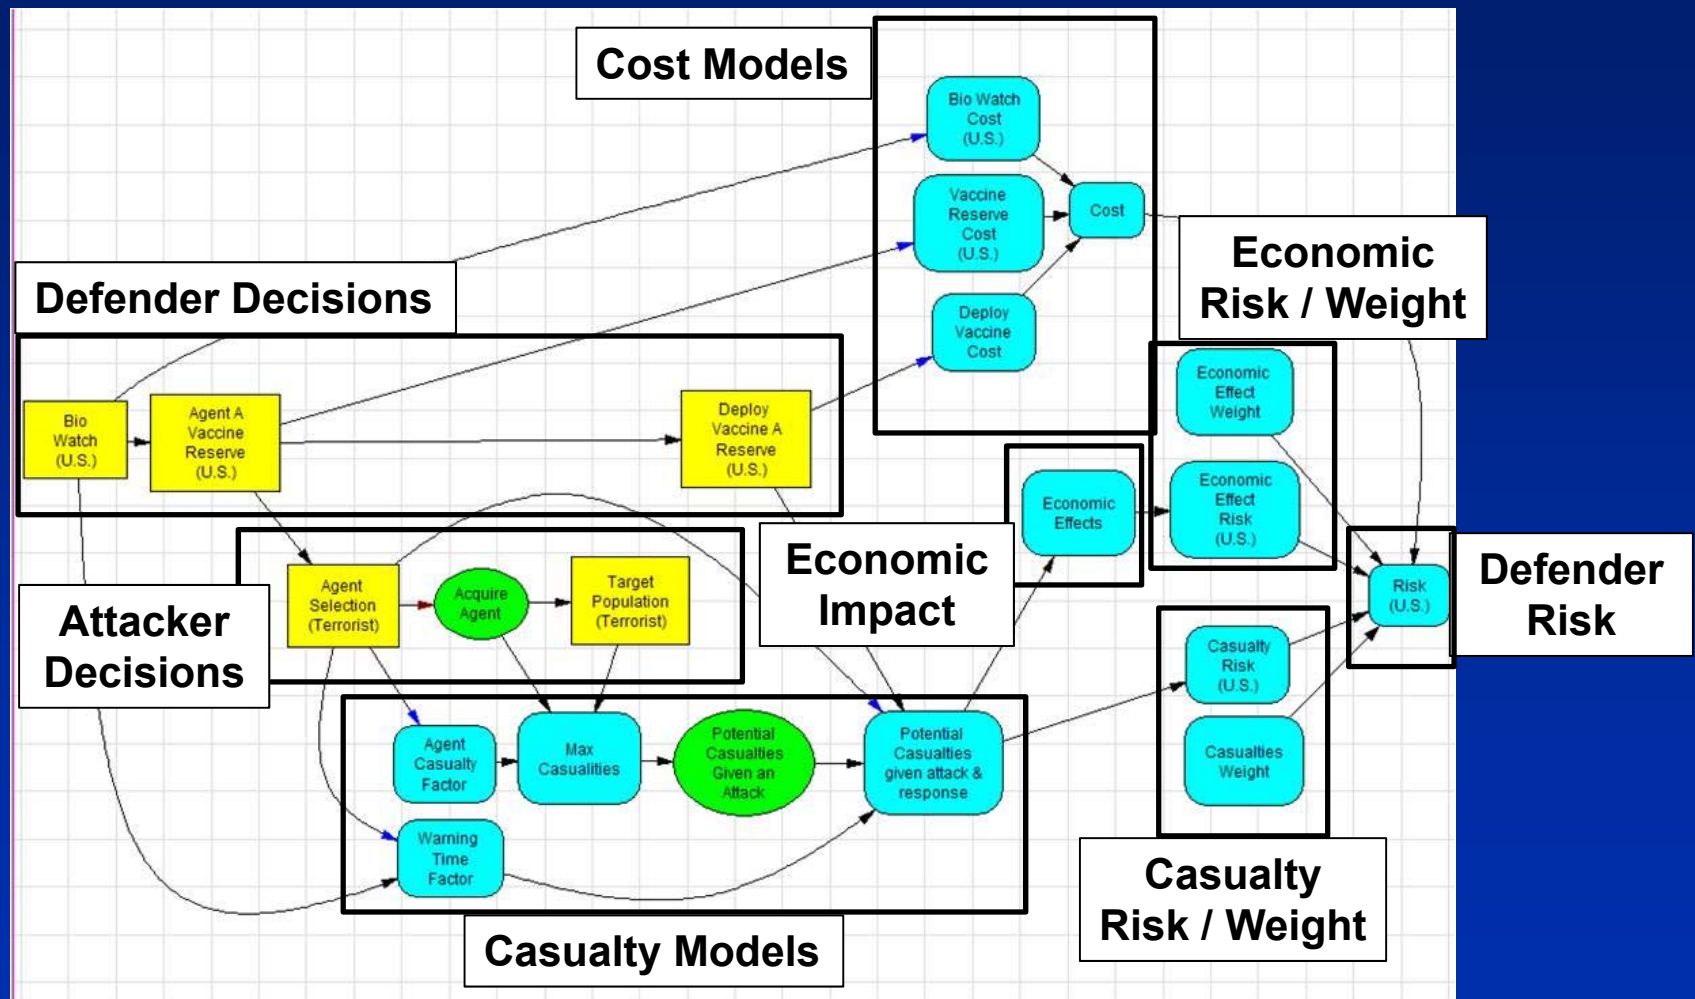 Cost Models
Bio Watch
Cost
(U.S.)
Vaccine
Reserve
Cost
(U.S.)
Cost
Deploy
Vaccine
Cost
Economic
Risk / Weight
Defender Decisions
Bio
Watch
(U.S.)
Agent A
Vaccine
Reserve
(U.S.)
Deploy
Vaccine A
Reserve
(U.S.)
Economic
Effect
Weight
Economic
Effect
Risk
(U.S.)
Economic
Effects
Economic
Impact
Attacker
Decisions
Agent
Selection
(Terrorist)
Acquire
Agent
Target
Population
(Terrorist)
Risk
(U.S.)
Defender
Risk
Casualty
Risk
(U.S.)
Casualties
Weight
Agent
Casualty
Factor
Max
Casualities
Potential
Casualties
Given an
Attack
Potential
Casualties
given attack &
response
Warning
Time
Factor
Casualty
Risk / Weight
Casualty Models